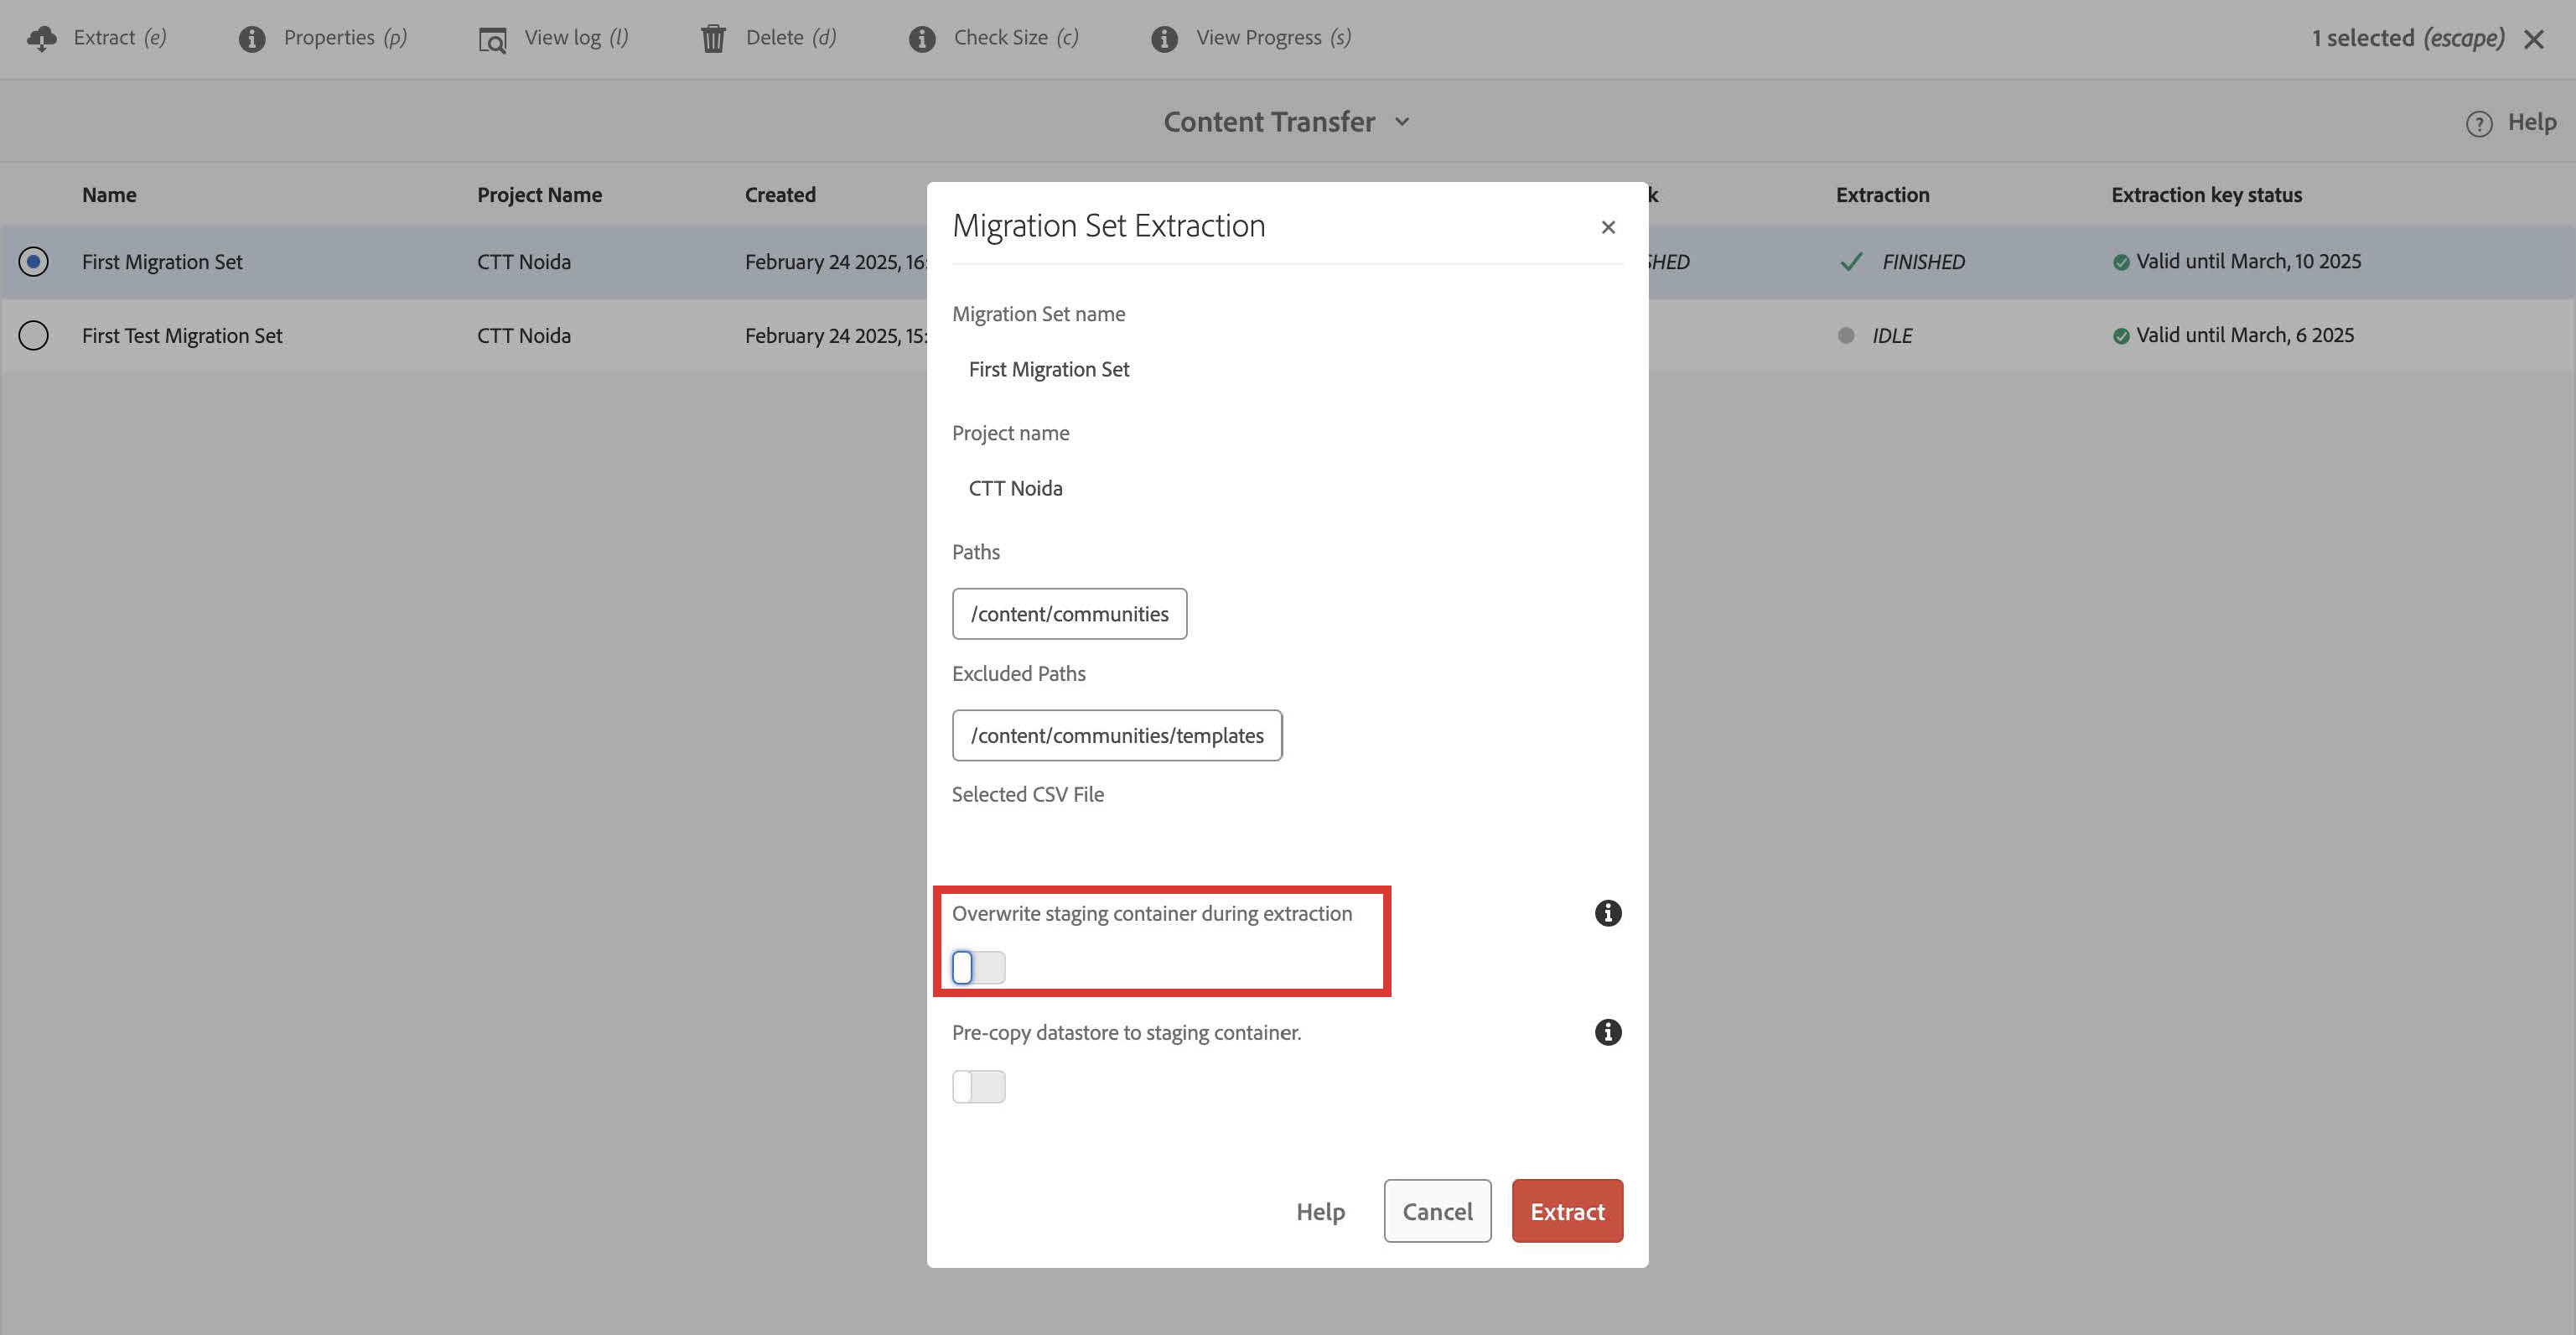 Extract (e) Properties (p) View log (l) Delete (d) Check Size (c) View Progress (s) 1 selected (escape)
Content Transfer
Help
Name Project Name Created Extraction Extraction key status
First Migration Set CTT Noida February 24 2025, 16: FINISHED Valid until March, 10 2025
First Test Migration Set CTT Noida February 24 2025, 15: IDLE Valid until March, 6 2025
Migration Set Extraction
Migration Set name
First Migration Set
Project name
CTT Noida
Paths
/content/communities
Excluded Paths
/content/communities/templates
Selected CSV File
Overwrite staging container during extraction
Pre-copy datastore to staging container.
Help Cancel Extract